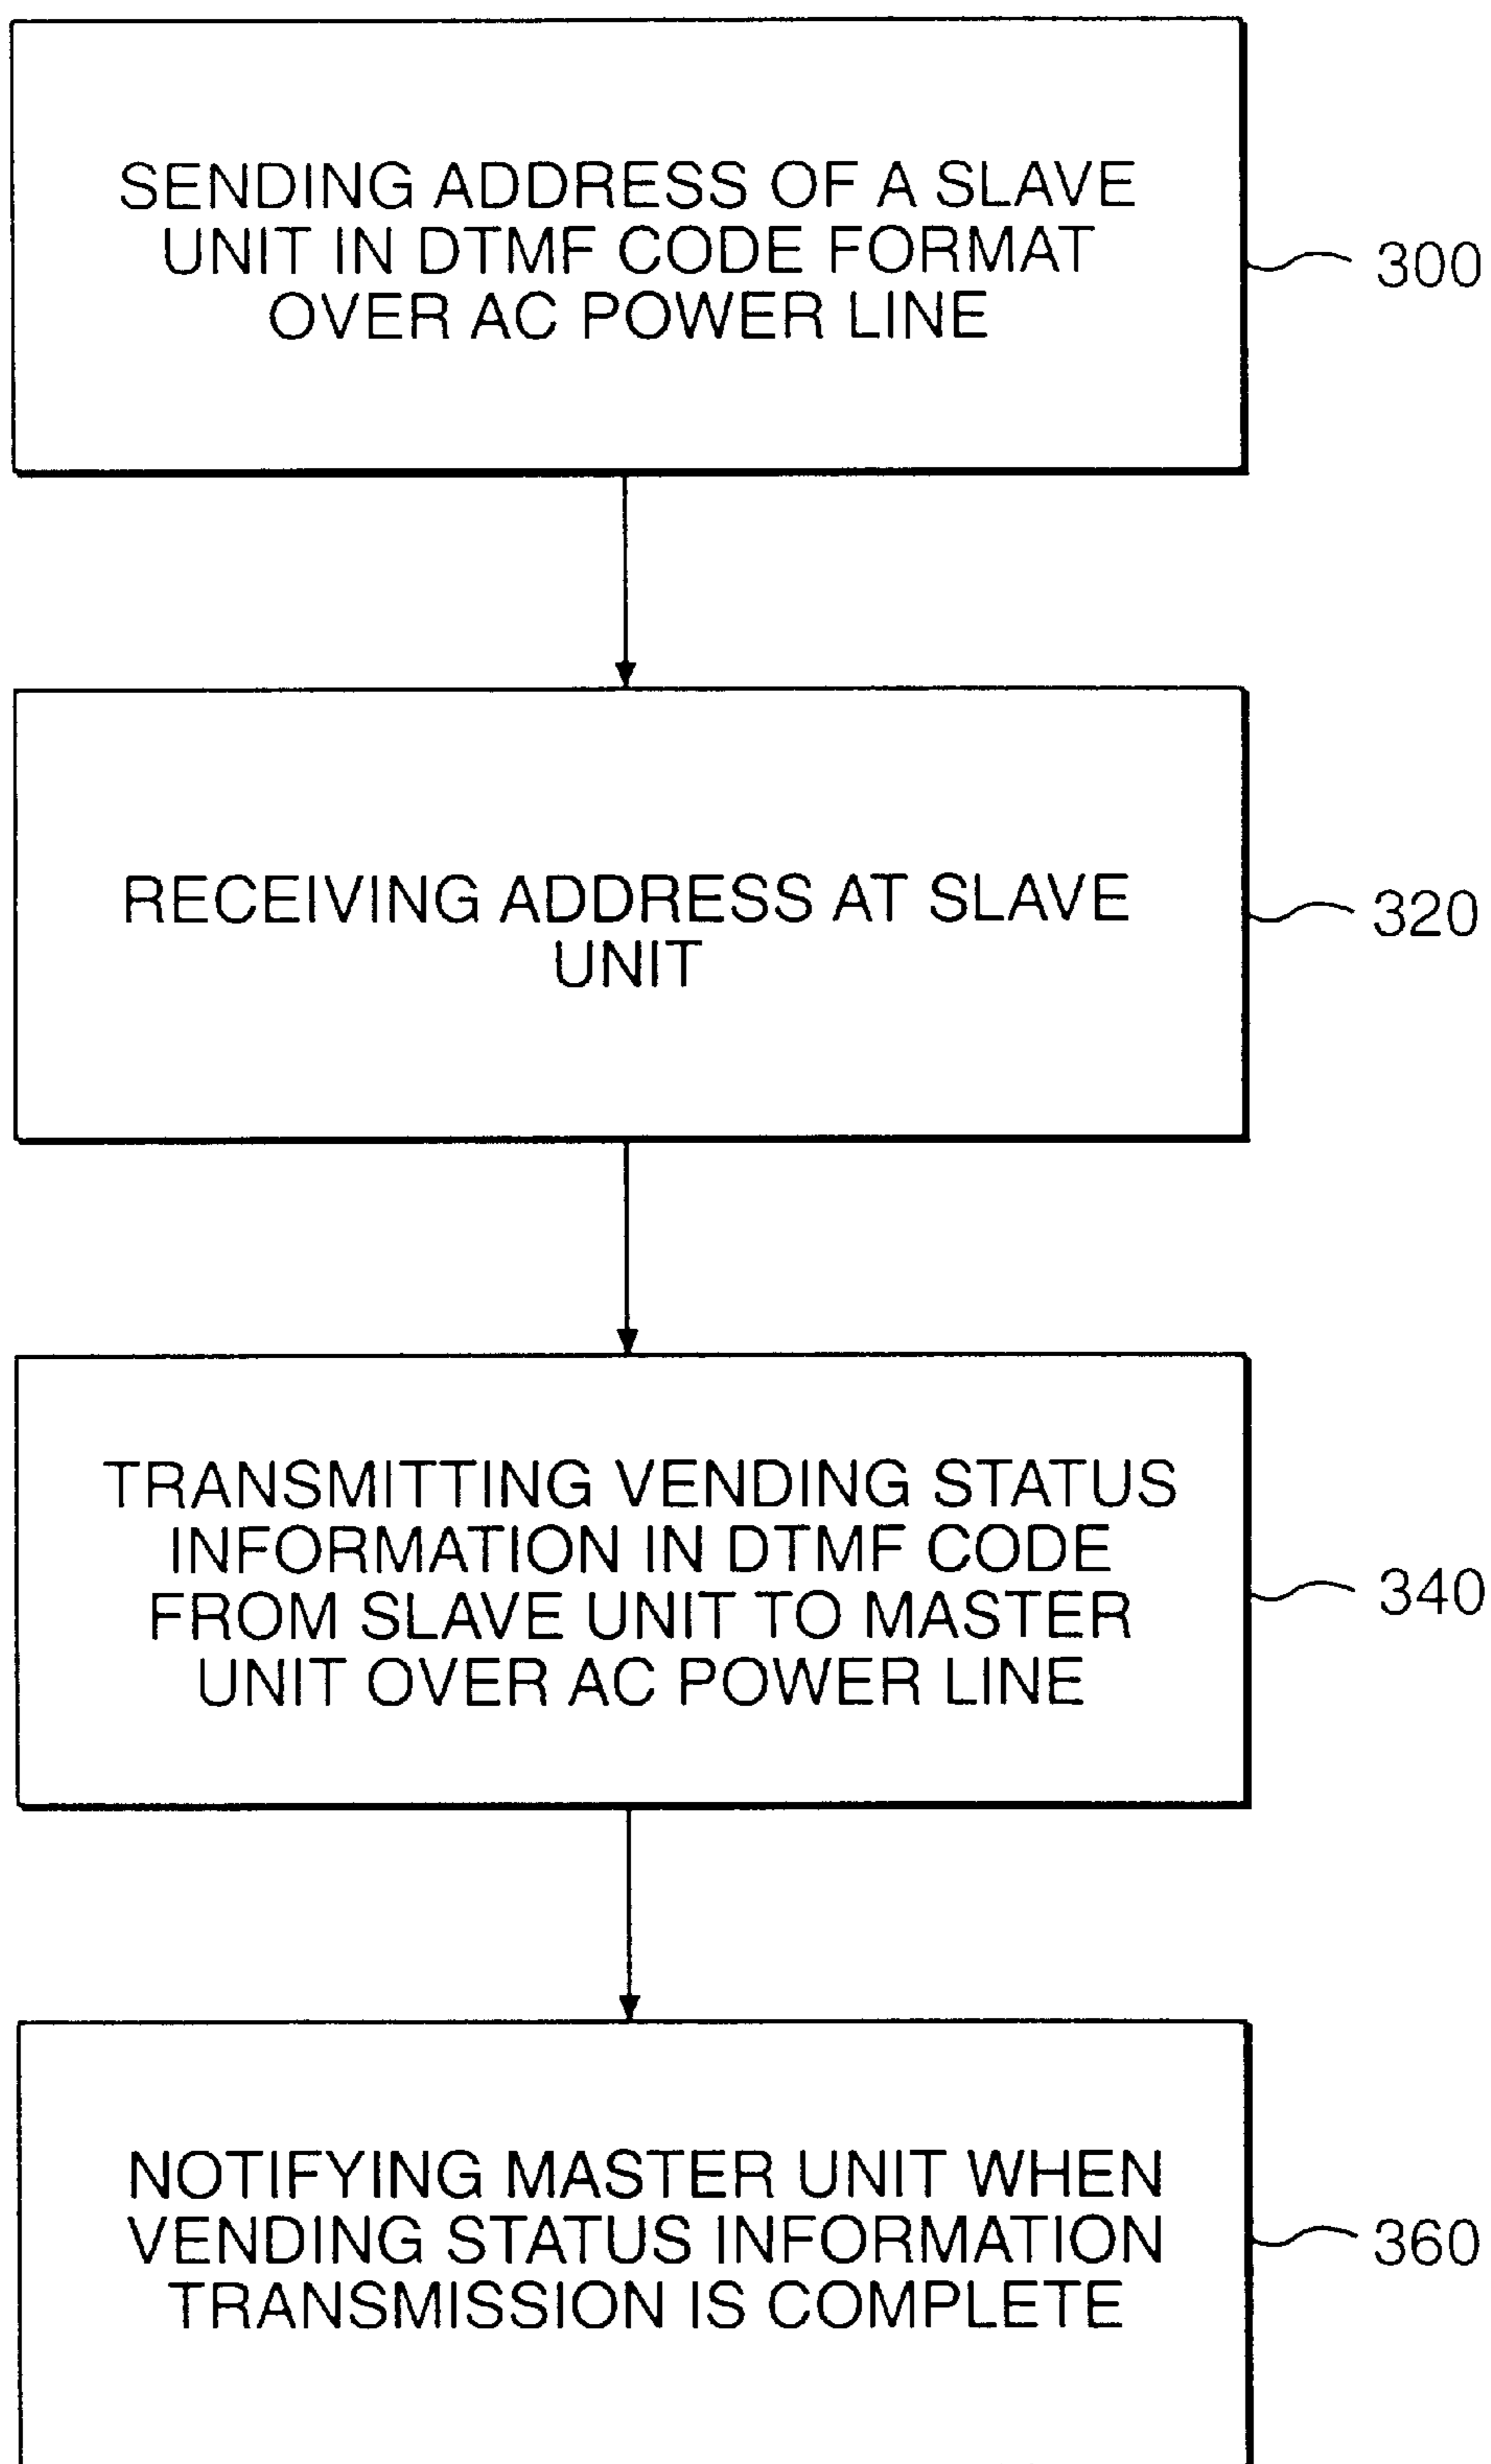 SENDING ADDRESS OF A SLAVE
UNIT IN DTMF CODE FORMAT
OVER AC POWER LINE
300
RECEIVING ADDRESS AT SLAVE
UNIT
320
TRANSMITTING VENDING STATUS
INFORMATION IN DTMF CODE
FROM SLAVE UNIT TO MASTER
UNIT OVER AC POWER LINE
340
NOTIFYING MASTER UNIT WHEN
VENDING STATUS INFORMATION
TRANSMISSION IS COMPLETE
360